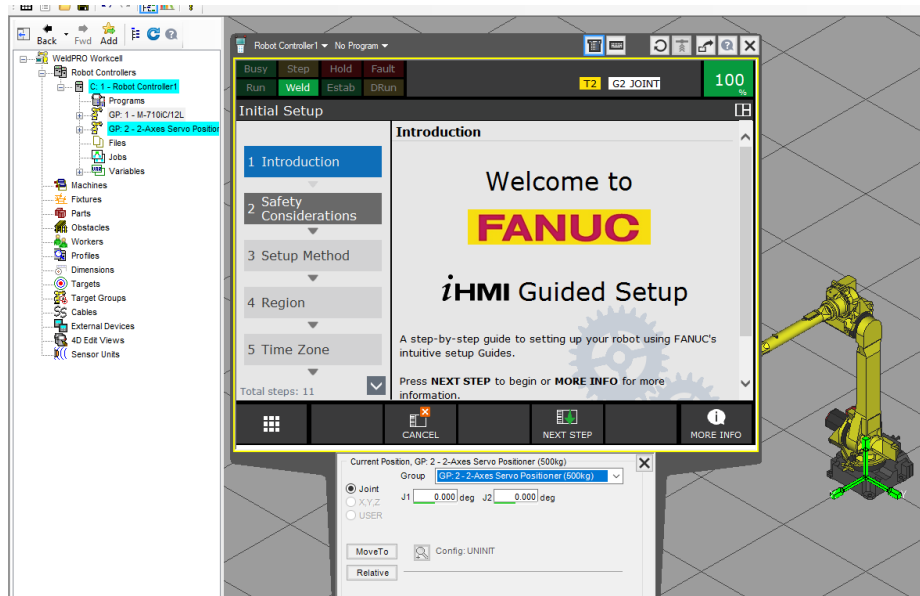 Back
Fwd
Add
WeldPRO Workcell
Robot Controllers
C: 1 - Robot Controller1
Programs
GP: 1 - M-710iC/12L
GP: 2 - 2-Axes Servo Position
Files
Jobs
Variables
Machines
Fixtures
Parts
Obstacles
Workers
Profiles
Dimensions
Targets
Target Groups
Cables
External Devices
4D Edit Views
Sensor Units
Robot Controller1 No Program
Busy Step Hold Fault
Run Weld Estab DRun
T2 G2 JOINT
100
%
Initial Setup
1 Introduction
2 Safety
Considerations
3 Setup Method
4 Region
5 Time Zone
Total steps: 11
Introduction
Welcome to
FANUC
iHMI Guided Setup
A step-by-step guide to setting up your robot using FANUC's
intuitive setup Guides.
Press NEXT STEP to begin or MORE INFO for more
information.
CANCEL
NEXT STEP
MORE INFO
Current Position, GP: 2 - 2-Axes Servo Positioner (500kg)
Group GP: 2 - 2-Axes Servo Positioner (500kg)
Joint
X,Y,Z
USER
J1 0.000 deg J2 0.000 deg
MoveTo
Config: UNINIT
Relative